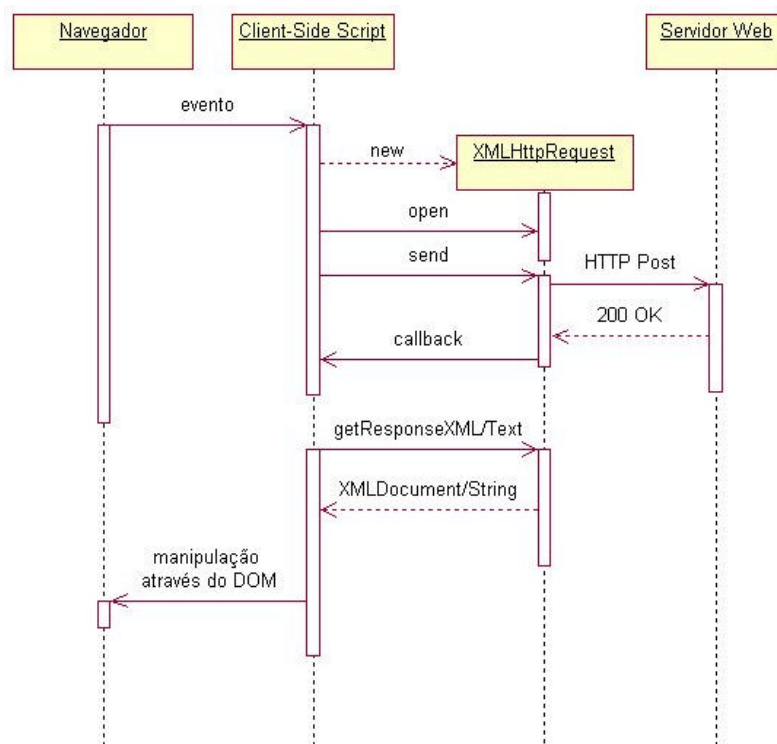 Navegador
Client-Side Script
Servidor Web
evento
new
XMLHttpRequest
open
send
HTTP Post
200 OK
callback
getResponseXML/Text
XMLDocument/String
manipulação
através do DOM